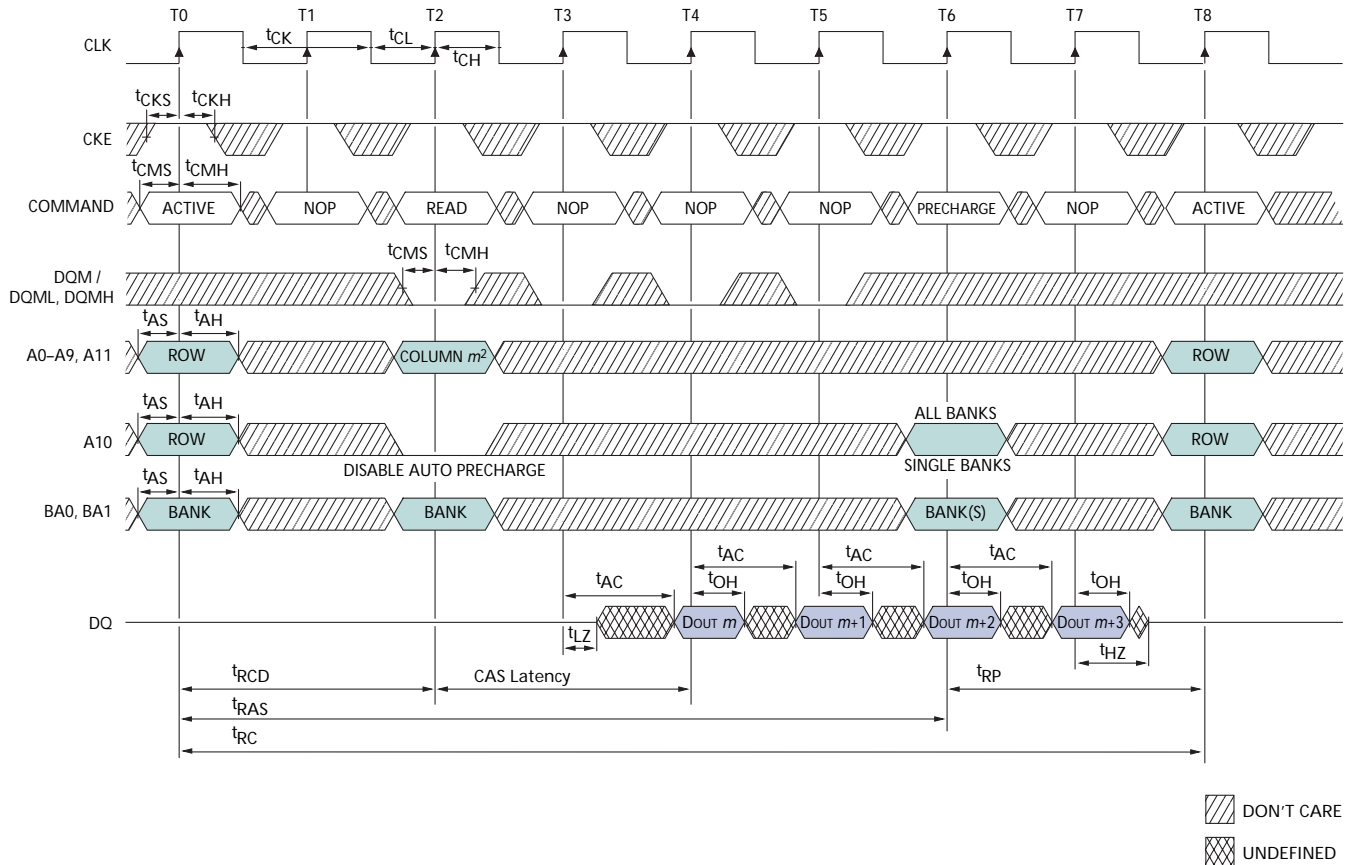 T0 T1 T2 T3 T4 T5 T6 T7 T8
CLK tCK tCL tCH
tCKS tCKH
CKE
tCMS tCMH
COMMAND ACTIVE NOP READ NOP NOP NOP PRECHARGE NOP ACTIVE
tCMS tCMH
DQM /
DQML, DQMH
tAS tAH
A0–A9, A11 ROW COLUMN m2 ROW
tAS tAH ALL BANKS
A10 ROW ROW
DISABLE AUTO PRECHARGE SINGLE BANKS
tAS tAH
BA0, BA1 BANK BANK BANK(S) BANK
tAC tAC tAC
tAC tOH tOH tOH tOH
DQ DOUT m DOUT m+1 DOUT m+2 DOUT m+3
tLZ tHZ
tRCD CAS Latency tRP
tRAS
tRC
DON'T CARE
UNDEFINED